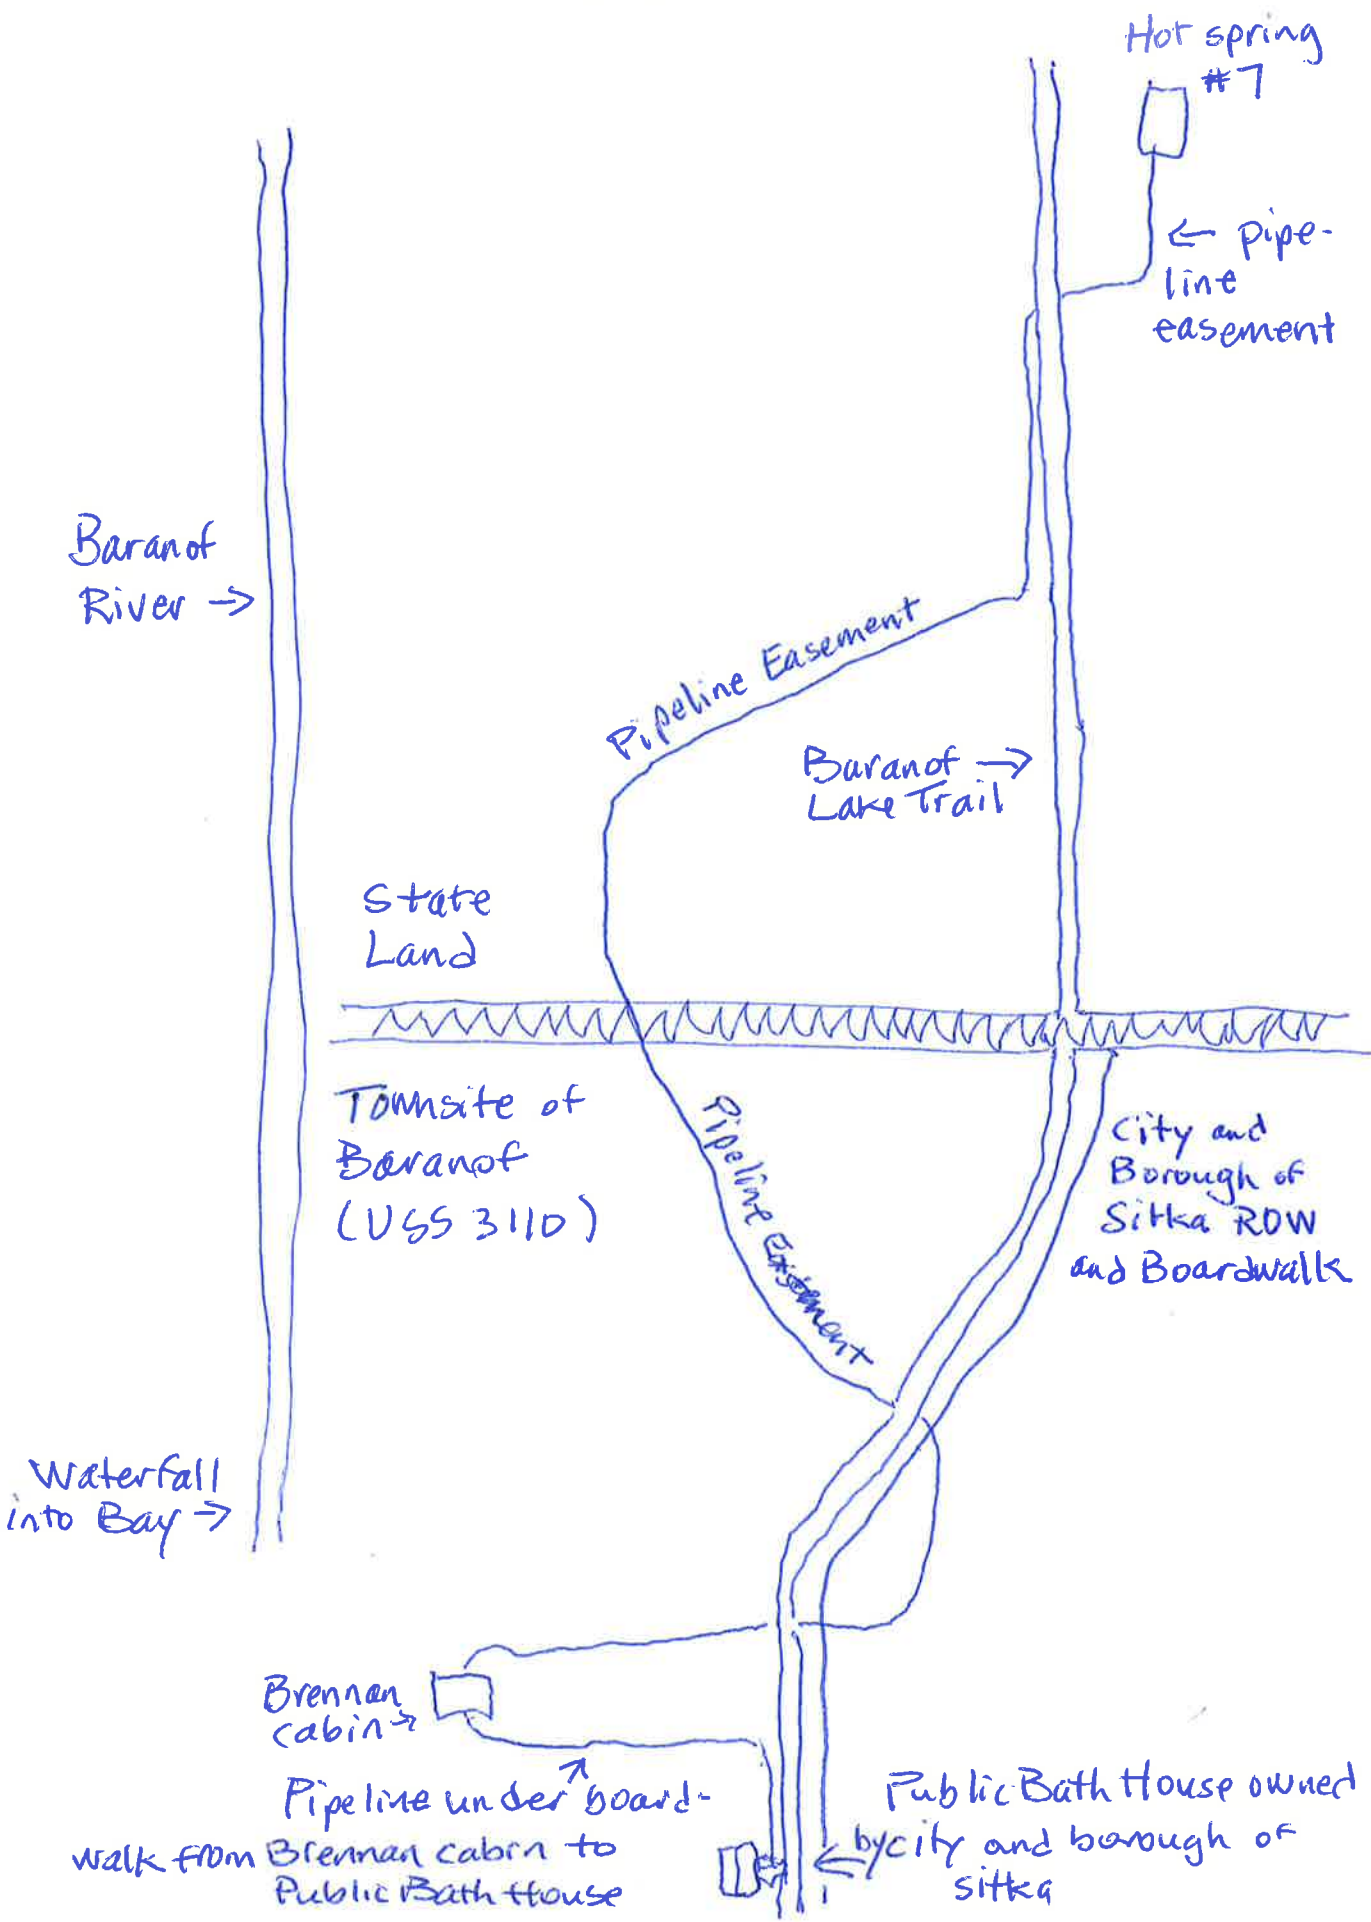 Hot spring
#7
← pipe-
line
easement
Baranof
River →
Pipeline Easement
Baranof →
Lake Trail
State
Land
Townsite of
Baranof
(USS 3110)
Pipeline Easement
City and
Borough of
Sitka ROW
and Boardwalk
Waterfall
into Bay →
Brennan
cabin →
Pipeline under board-
walk from Brennan cabin to
Public Bath House
Public Bath House owned
by city and borough of
sitka